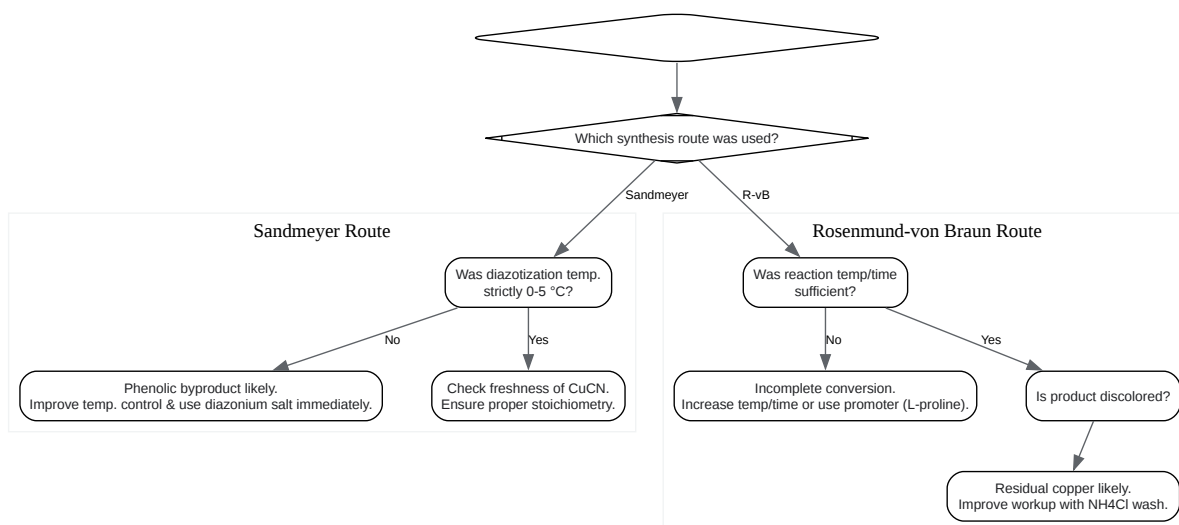 Which synthesis route was used?
Sandmeyer
R-vB
Sandmeyer Route
Rosenmund-von Braun Route
Was diazotization temp.
strictly 0-5 °C?
Was reaction temp/time
sufficient?
No
Yes
No
Yes
Phenolic byproduct likely.
Improve temp. control & use diazonium salt immediately.
Check freshness of CuCN.
Ensure proper stoichiometry.
Incomplete conversion.
Increase temp/time or use promoter (L-proline).
Is product discolored?
Residual copper likely.
Improve workup with NH4Cl wash.